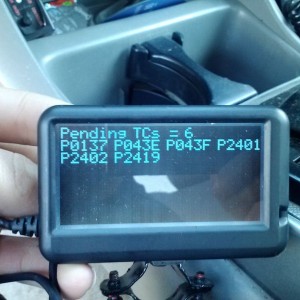 Pending TCs = 6
P0137 P043E P043F P2401
P2402 P2419